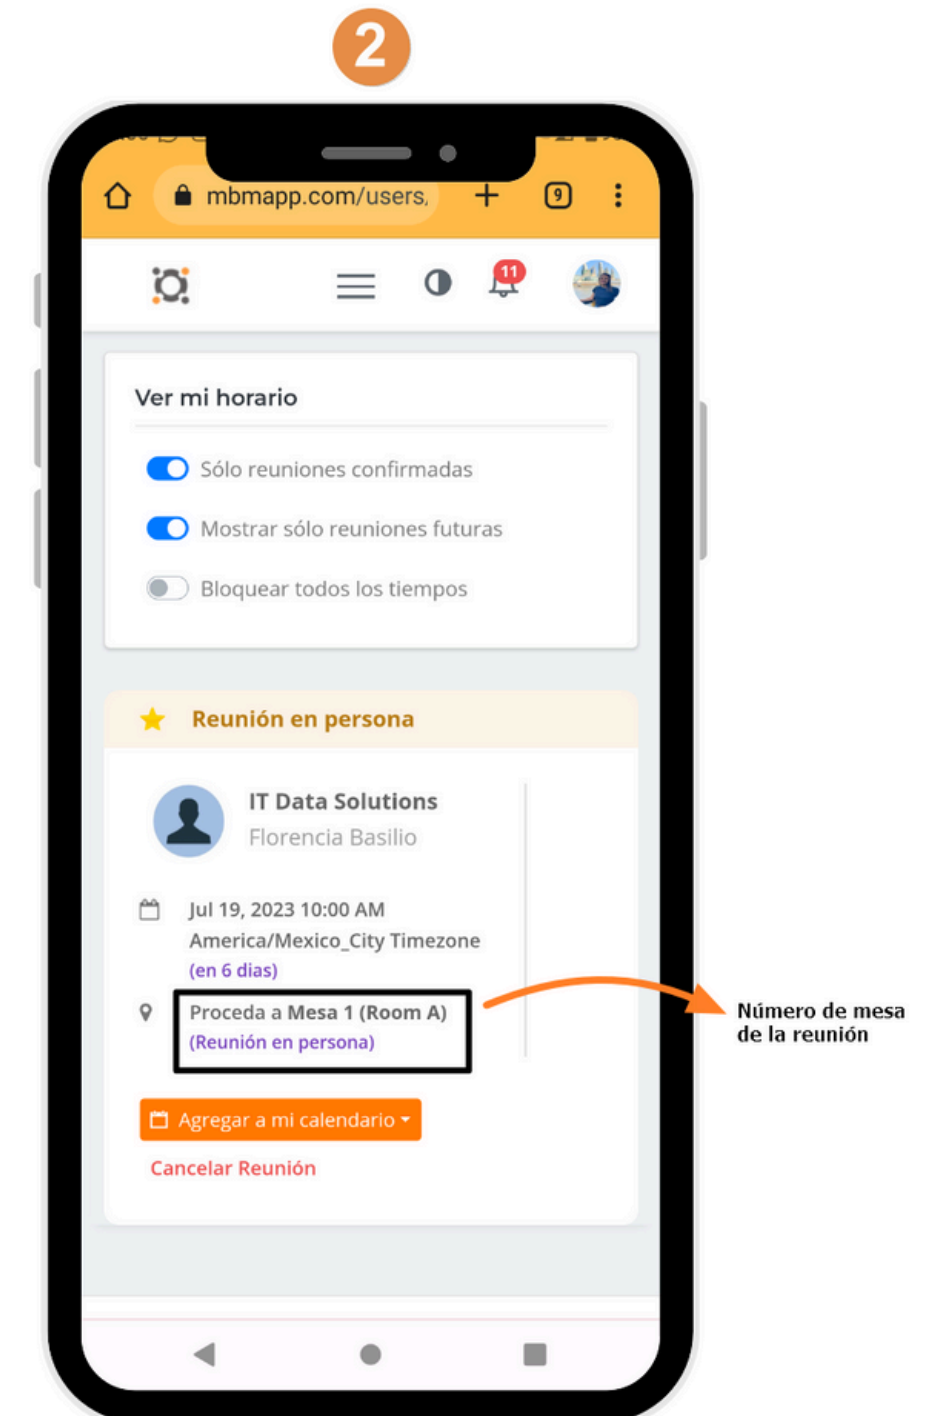 2
mbmapp.com/users,
9
11
Ver mi horario
Sólo reuniones confirmadas
Mostrar sólo reuniones futuras
Bloquear todos los tiempos
Reunión en persona
IT Data Solutions
Florencia Basilio
Jul 19, 2023 10:00 AM
America/Mexico_City Timezone
(en 6 dias)
Proceda a Mesa 1 (Room A)
(Reunión en persona)
Número de mesa
de la reunión
Agregar a mi calendario
Cancelar Reunión